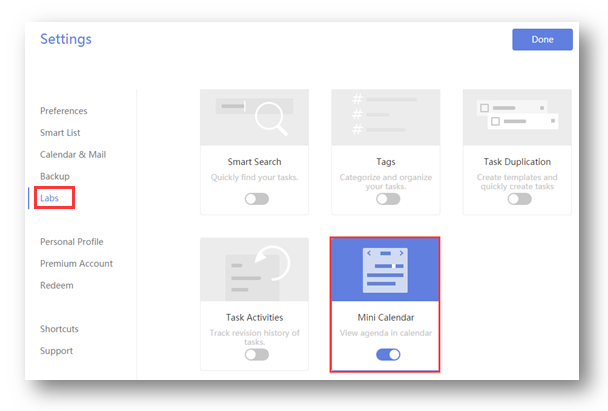 Settings
Done
Preferences
Smart List
Calendar & Mail
Backup
Labs
Personal Profile
Premium Account
Redeem
Shortcuts
Support
Smart Search
Quickly find your tasks.
Tags
Categorize and organize
your tasks.
Task Duplication
Create templates and
quickly create tasks
Task Activities
Track revision history of
tasks.
Mini Calendar
View agenda in calendar